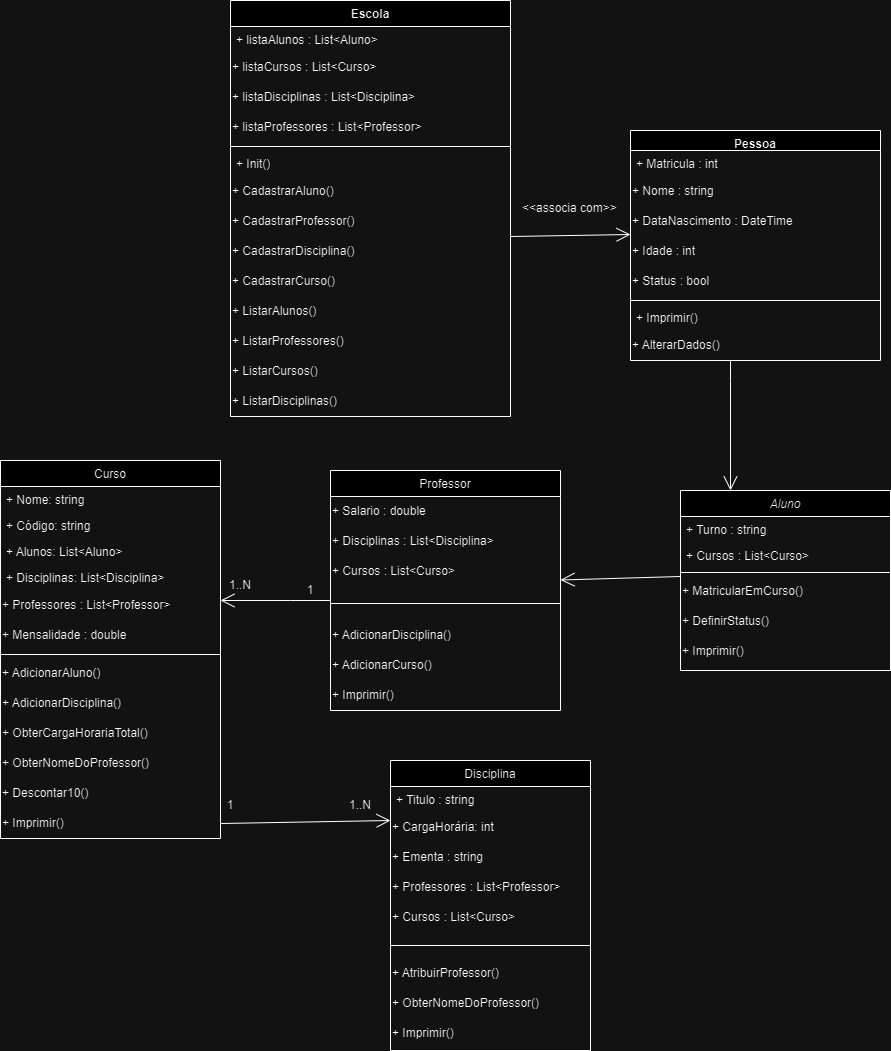 Escola
+ listaAlunos : List<Aluno>
+ listaCursos : List<Curso>
+ listaDisciplinas : List<Disciplina>
+ listaProfessores : List<Professor>
+ Init()
+ CadastrarAluno()
+ CadastrarProfessor()
+ CadastrarDisciplina()
+ CadastrarCurso()
+ ListarAlunos()
+ ListarProfessores()
+ ListarCursos()
+ ListarDisciplinas()
<<associa com>>
Pessoa
+ Matricula : int
+ Nome : string
+ DataNascimento : DateTime
+ Idade : int
+ Status : bool
+ Imprimir()
+ AlterarDados()
Curso
+ Nome: string
+ Código: string
+ Alunos: List<Aluno>
+ Disciplinas: List<Disciplina>
+ Professores : List<Professor>
+ Mensalidade : double
+ AdicionarAluno()
+ AdicionarDisciplina()
+ ObterCargaHorariaTotal()
+ ObterNomeDoProfessor()
+ Descontar10()
+ Imprimir()
1..N
1
Professor
+ Salario : double
+ Disciplinas : List<Disciplina>
+ Cursos : List<Curso>
+ AdicionarDisciplina()
+ AdicionarCurso()
+ Imprimir()
Aluno
+ Turno : string
+ Cursos : List<Curso>
+ MatricularEmCurso()
+ DefinirStatus()
+ Imprimir()
1
1..N
Disciplina
+ Titulo : string
+ CargaHorária: int
+ Ementa : string
+ Professores : List<Professor>
+ Cursos : List<Curso>
+ AtribuirProfessor()
+ ObterNomeDoProfessor()
+ Imprimir()